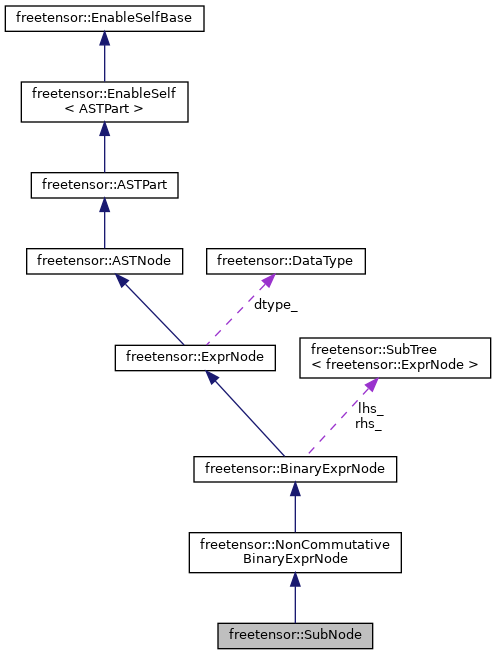 freetensor::EnableSelfBase
freetensor::EnableSelf
< ASTPart >
freetensor::ASTPart
freetensor::ASTNode
freetensor::DataType
dtype_
freetensor::ExprNode
freetensor::SubTree
< freetensor::ExprNode >
lhs_
rhs_
freetensor::BinaryExprNode
freetensor::NonCommutative
BinaryExprNode
freetensor::SubNode